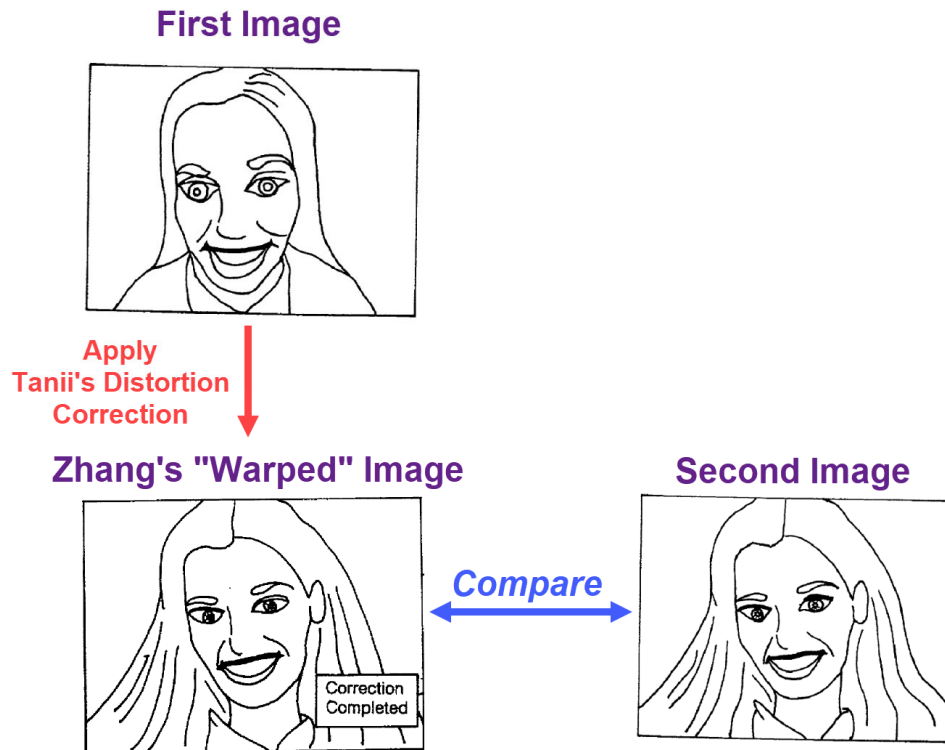 First Image
Apply
Tanii's Distortion
Correction
Zhang's "Warped" Image
Second Image
Compare
Correction
Completed